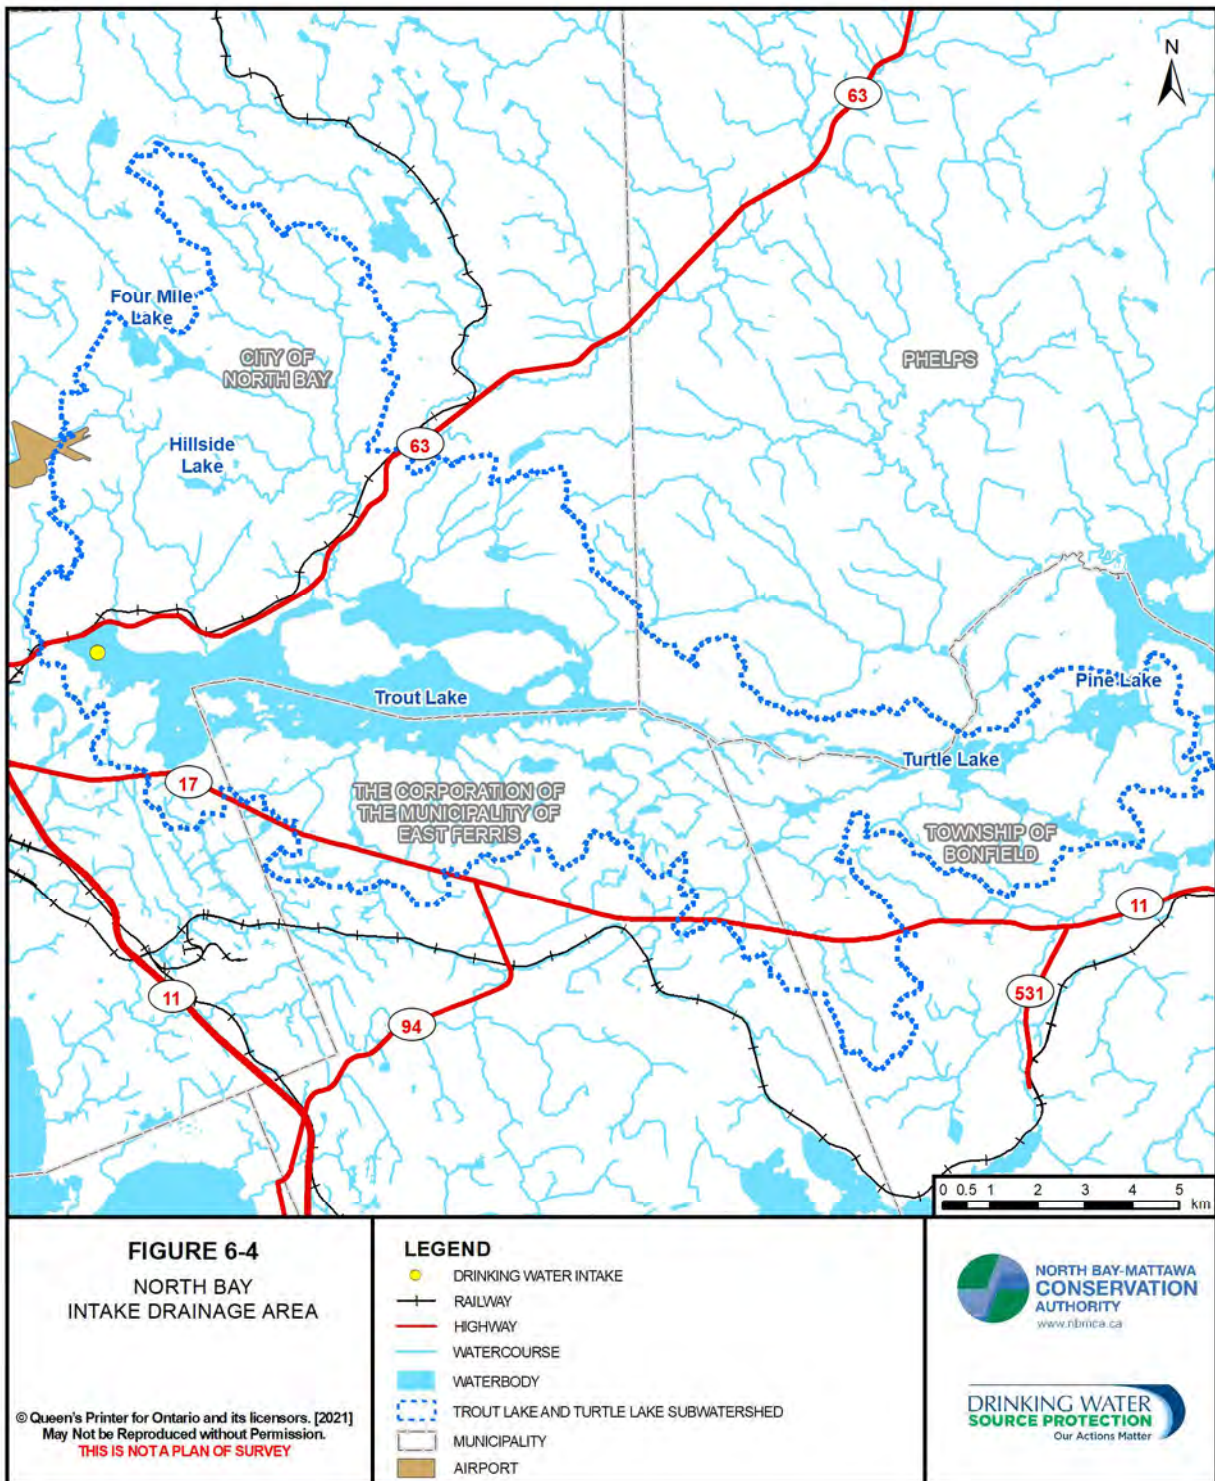 N
63
Four Mile
Lake
CITY OF
NORTH BAY
PHELPS
63
Hillside
Lake
Pine Lake
Trout Lake
Turtle Lake
17
THE CORPORATION OF
THE MUNICIPALITY OF
EAST FERRIS
TOWNSHIP OF
BONFIELD
11
11
531
94
0 0.5 1 2 3 4 5
km
FIGURE 6-4
NORTH BAY
INTAKE DRAINAGE AREA
© Queen's Printer for Ontario and its licensors. [2021]
May Not be Reproduced without Permission.
THIS IS NOT A PLAN OF SURVEY
LEGEND
DRINKING WATER INTAKE
RAILWAY
HIGHWAY
WATERCOURSE
WATERBODY
TROUT LAKE AND TURTLE LAKE SUBWATERSHED
MUNICIPALITY
AIRPORT
NORTH BAY-MATTAWA
CONSERVATION
AUTHORITY
www.nbmca.ca
DRINKING WATER
SOURCE PROTECTION
Our Actions Matter